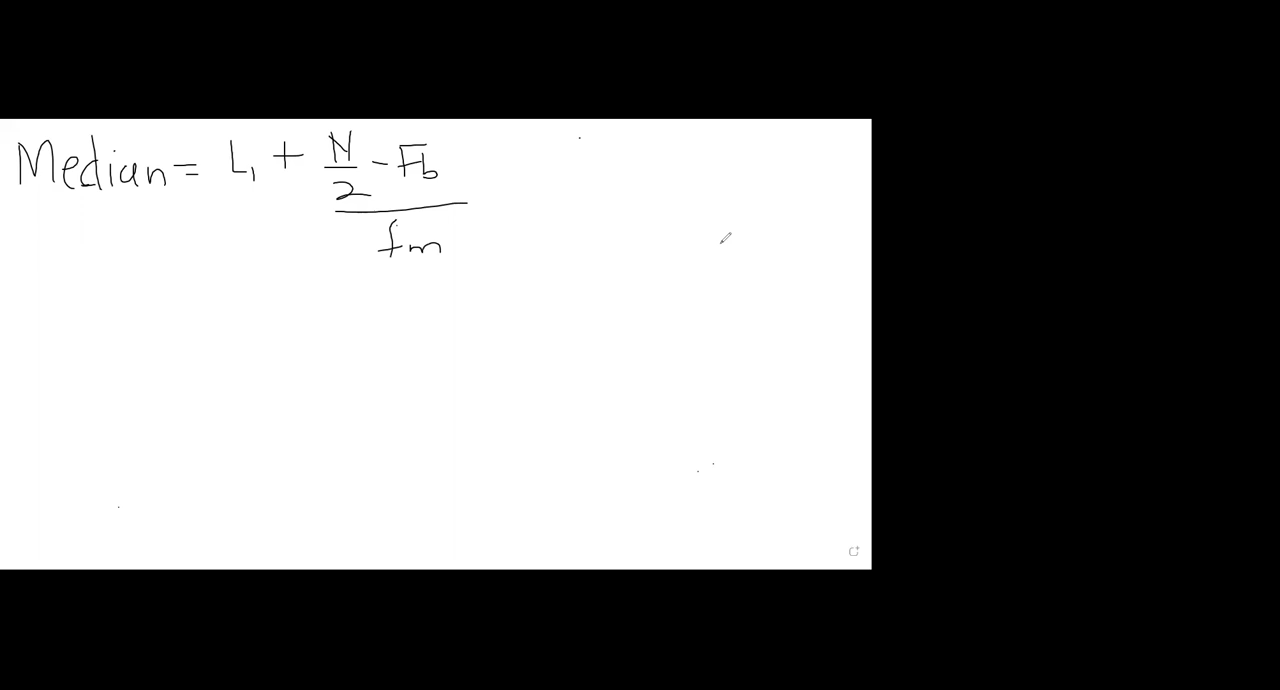 Median = L₁ + N/2 - Fb
fm